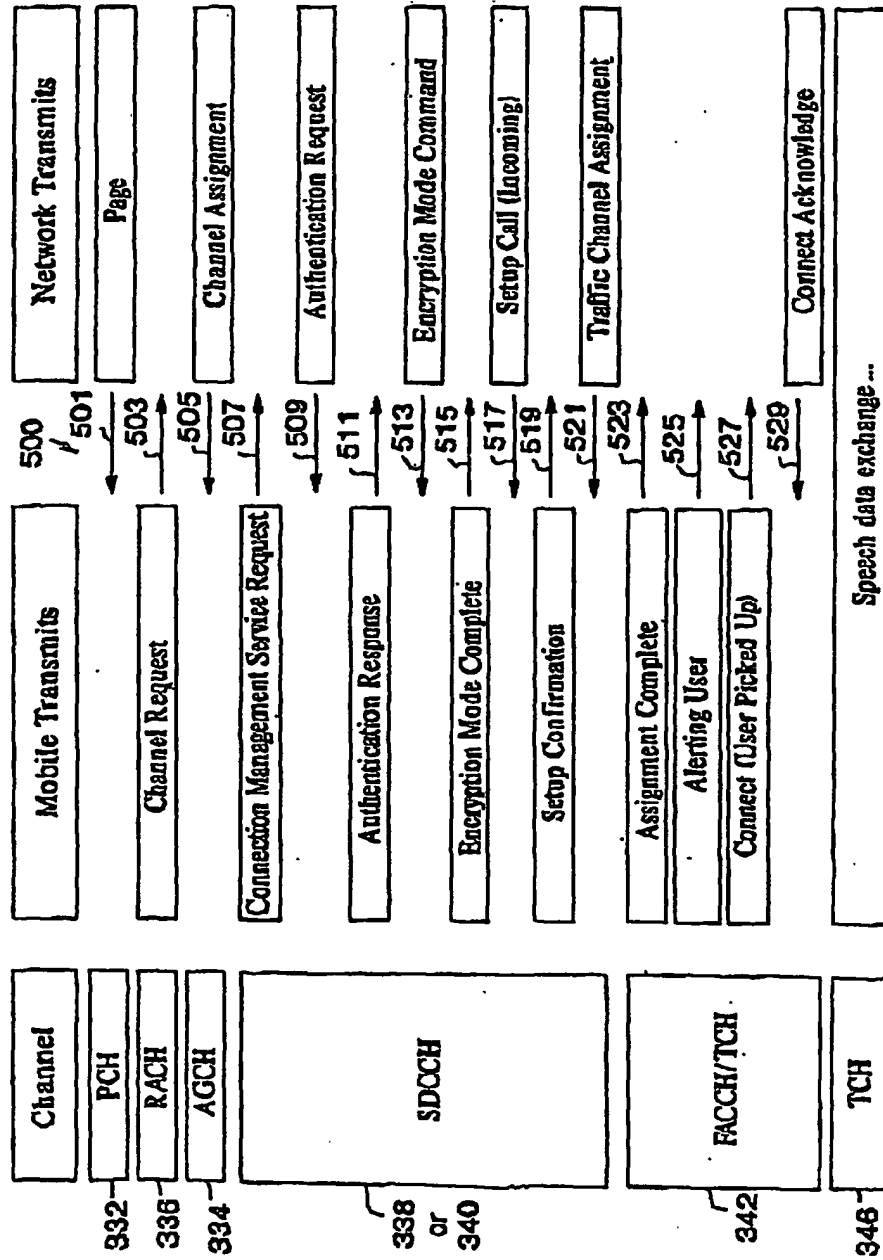 500
Channel
Mobile Transmits
Network Transmits
332
PCH
501
Page
336
RACH
Channel Request
503
334
AGCH
505
Channel Assignment
338
or
340
SDCCH
Connection Management Service Request
507
509
Authentication Request
Authentication Response
511
513
Encryption Mode Command
Encryption Mode Complete
515
517
Setup Call (Incoming)
Setup Confirmation
519
521
Traffic Channel Assignment
342
FACCH/TCH
Assignment Complete
523
Alerting User
525
Connect (User Picked Up)
527
529
Connect Acknowledge
346
TCH
Speech data exchange...